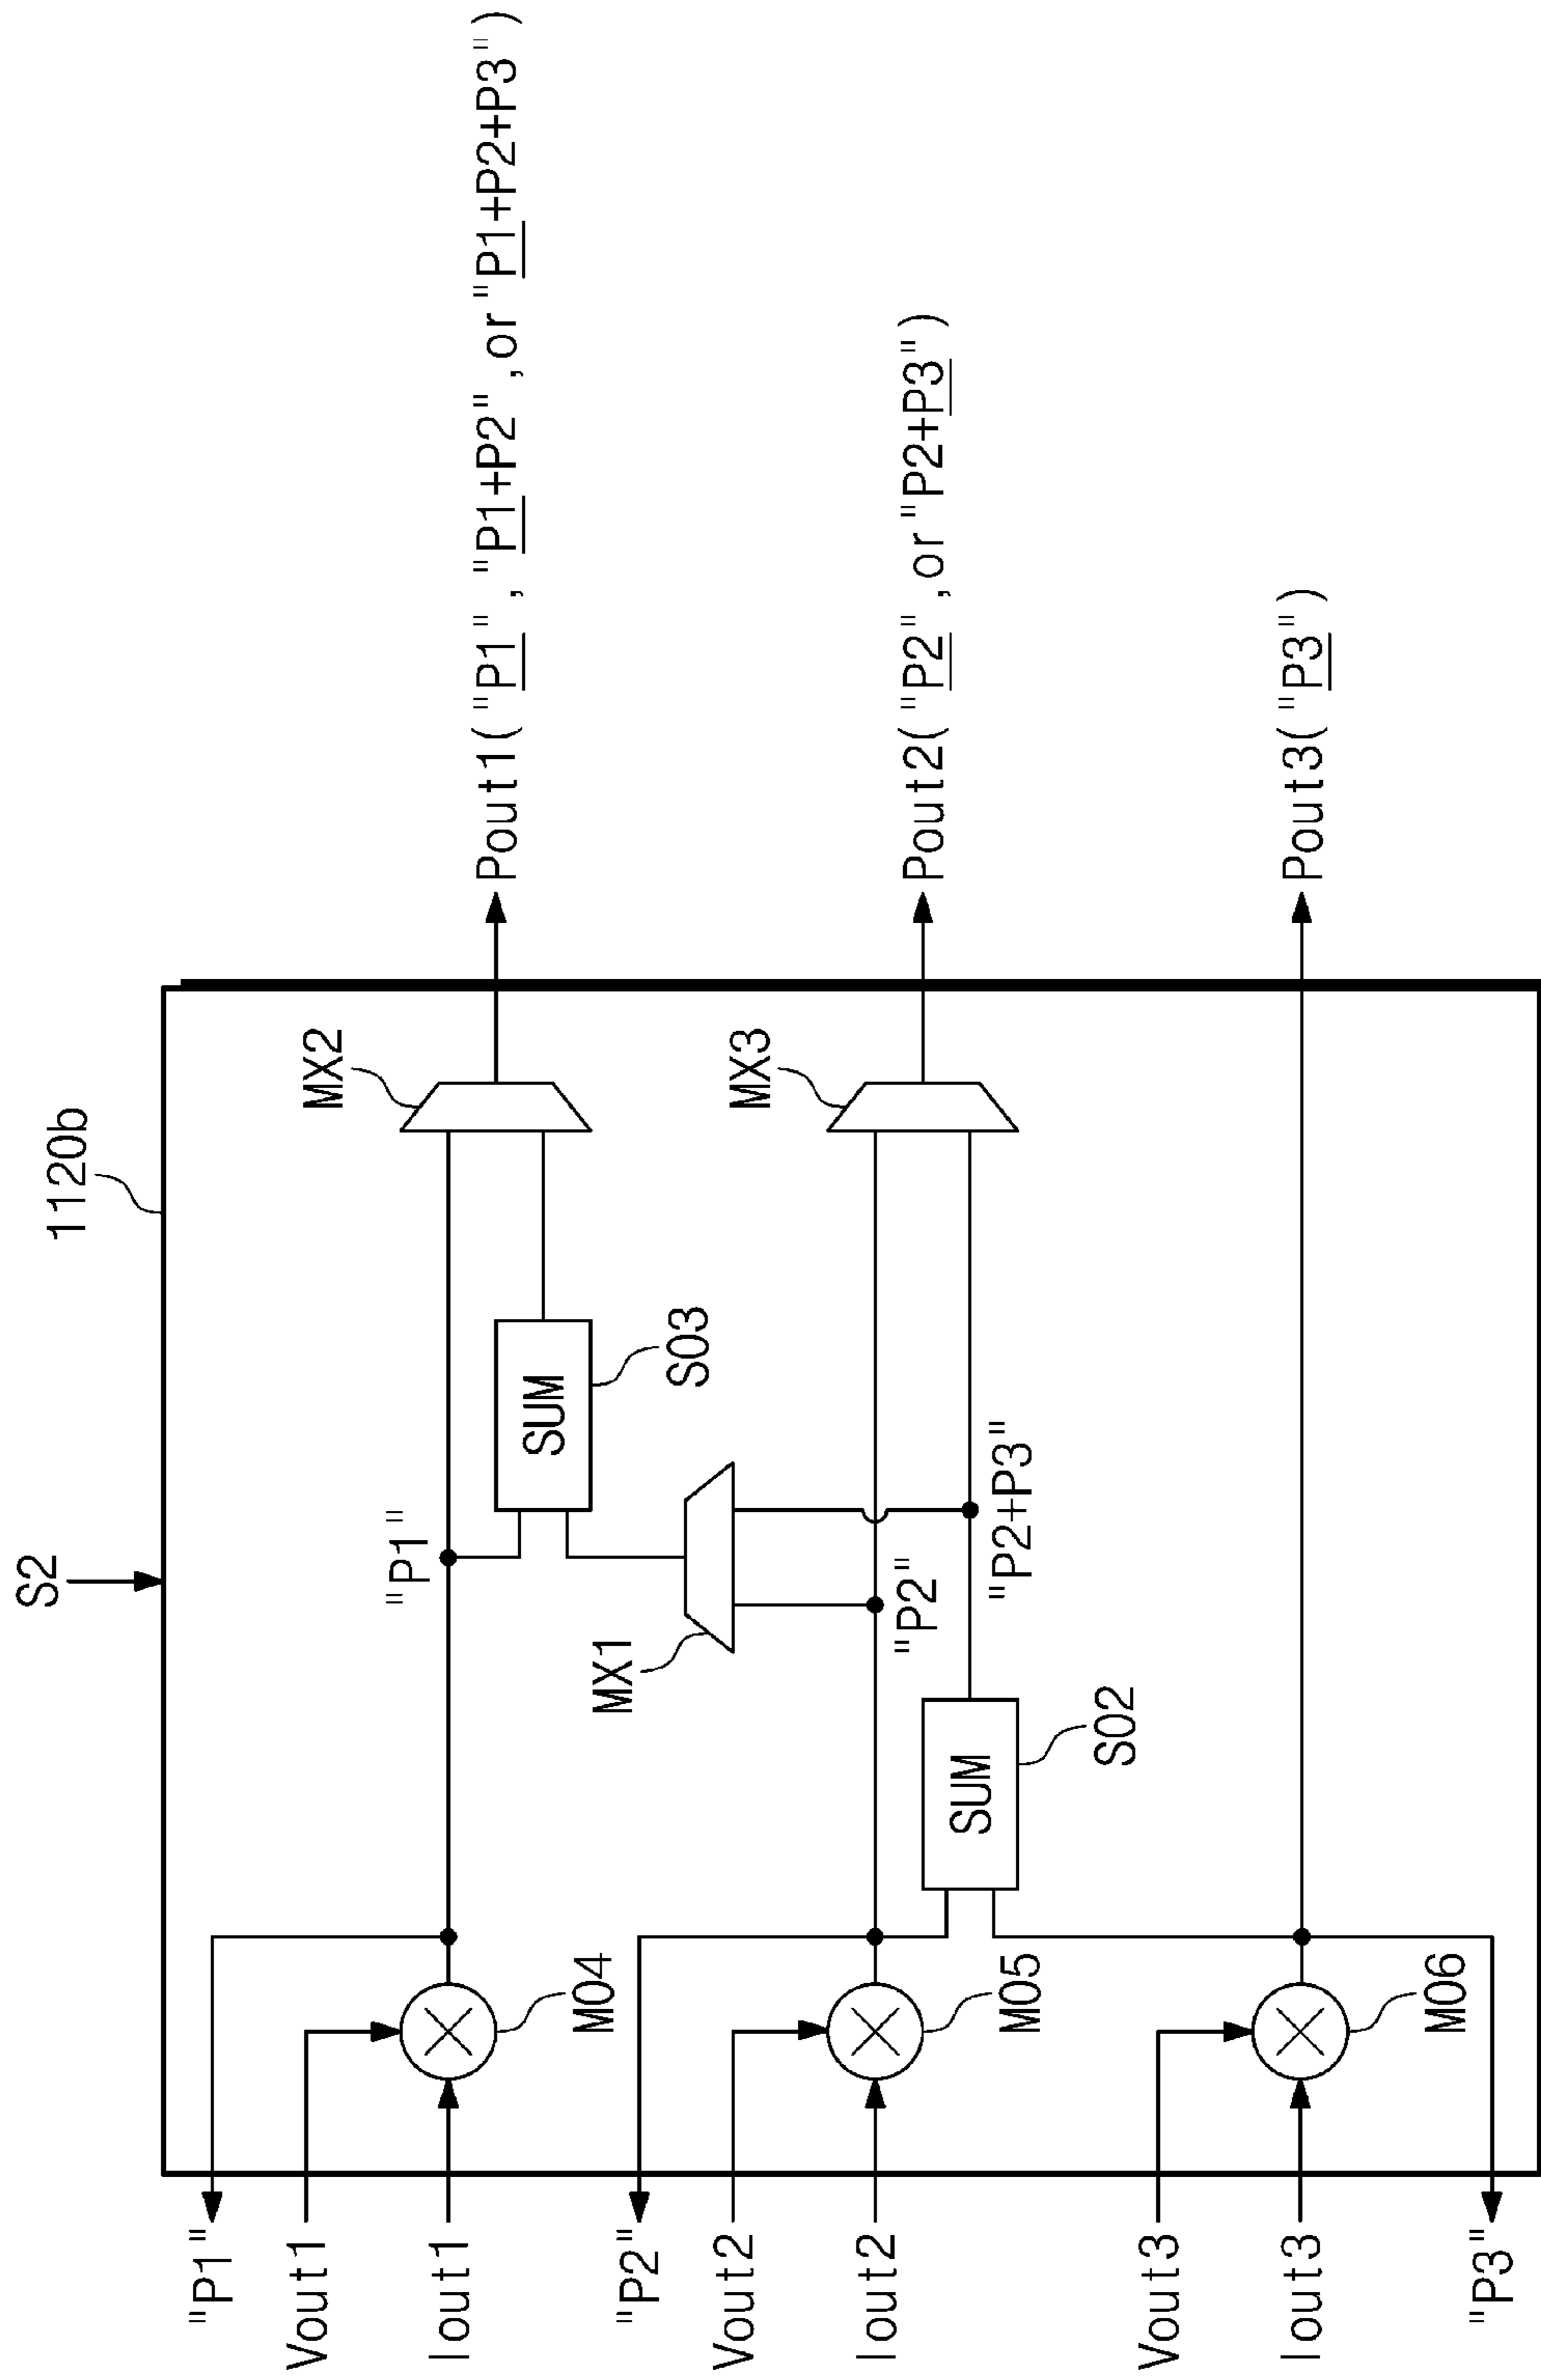 S2
1120b
"P1"
Vout1
Iout1
M04
"P1"
SUM
S03
MX2
Pout1("P1", "P1+P2", or "P1+P2+P3")
MX1
"P2"
Vout2
Iout2
M05
"P2"
SUM
S02
"P2+P3"
MX3
Pout2("P2", or "P2+P3")
Vout3
Iout3
M06
"P3"
Pout3("P3")